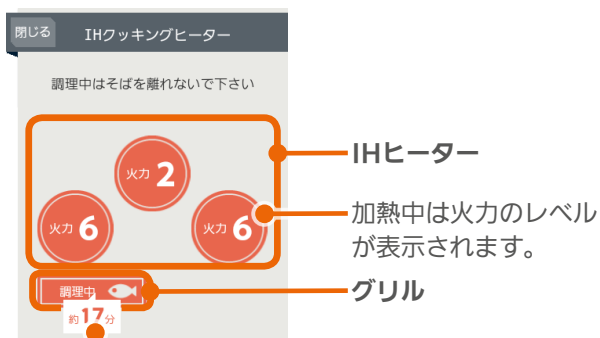 閉じる
IHクッキングヒーター
調理中はそばを離れないで下さい
火力 2
火力 6
火力 6
調理中
約17分
IHヒーター
加熱中は火力のレベル
が表示されます。
グリル